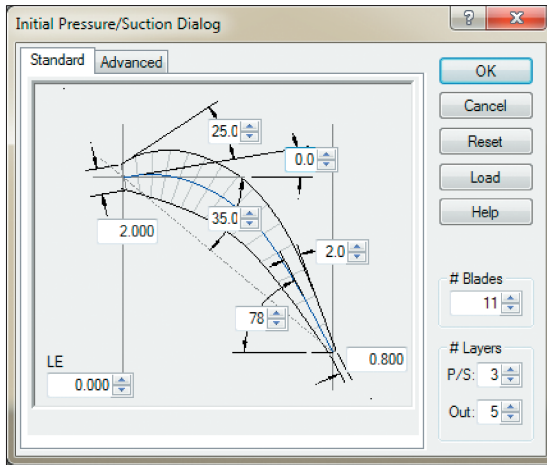 Initial Pressure/Suction Dialog
Standard
Advanced
OK
Cancel
Reset
Load
Help
25.0
0.0
35.0
2.000
2.0
78
0.800
LE
0.000
# Blades
11
# Layers
P/S: 3
Out: 5